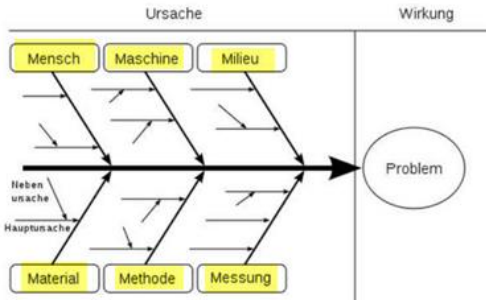 Ursache
Wirkung
Mensch
Maschine
Milieu
Neben
ursache
Hauptursache
Problem
Material
Methode
Messung